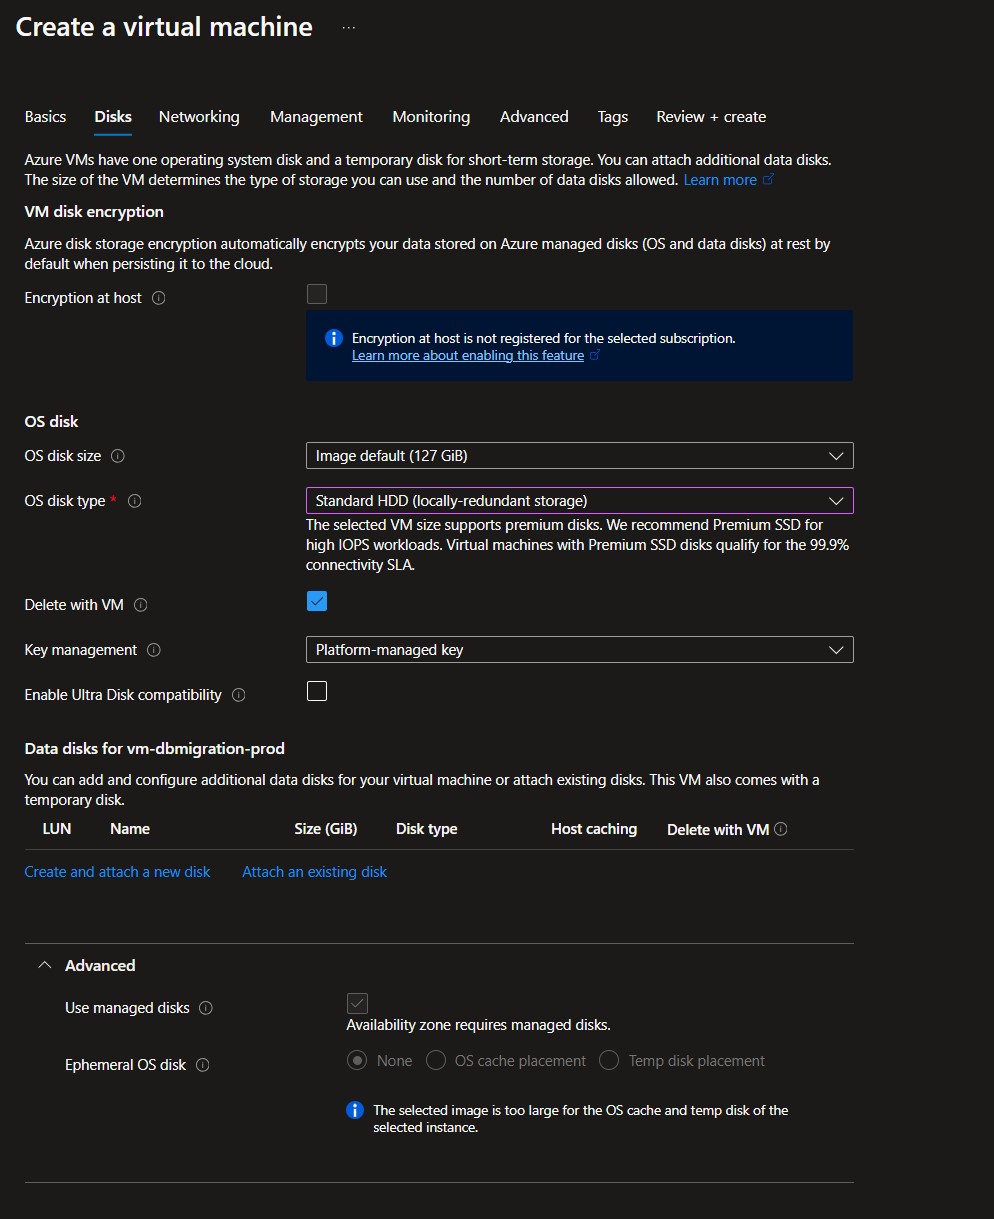 Create a virtual machine ...
Basics Disks Networking Management Monitoring Advanced Tags Review + create
Azure VMs have one operating system disk and a temporary disk for short-term storage. You can attach additional data disks.
The size of the VM determines the type of storage you can use and the number of data disks allowed. Learn more
VM disk encryption
Azure disk storage encryption automatically encrypts your data stored on Azure managed disks (OS and data disks) at rest by
default when persisting it to the cloud.
Encryption at host
Encryption at host is not registered for the selected subscription.
Learn more about enabling this feature
OS disk
OS disk size Image default (127 GiB)
OS disk type * Standard HDD (locally-redundant storage)
The selected VM size supports premium disks. We recommend Premium SSD for
high IOPS workloads. Virtual machines with Premium SSD disks qualify for the 99.9%
connectivity SLA.
Delete with VM
Key management Platform-managed key
Enable Ultra Disk compatibility
Data disks for vm-dbmigration-prod
You can add and configure additional data disks for your virtual machine or attach existing disks. This VM also comes with a
temporary disk.
LUN Name Size (GiB) Disk type Host caching Delete with VM
Create and attach a new disk Attach an existing disk
Advanced
Use managed disks
Availability zone requires managed disks.
Ephemeral OS disk None OS cache placement Temp disk placement
The selected image is too large for the OS cache and temp disk of the
selected instance.